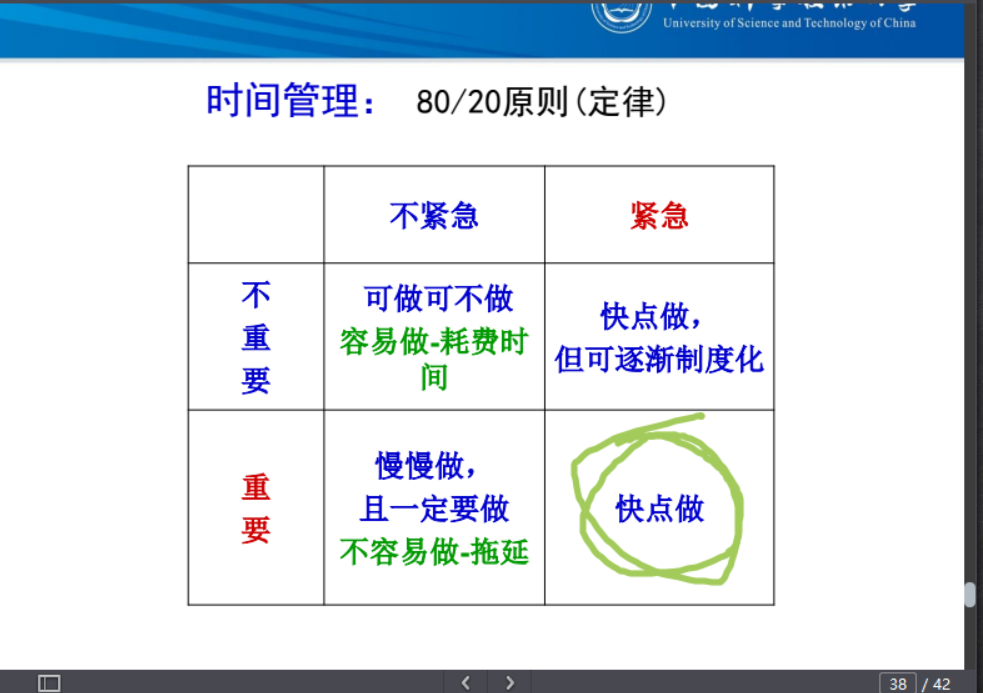 University of Science and Technology of China
时间管理： 80/20原则(定律)
不紧急
紧急
不
重
要
可做可不做
容易做-耗费时
间
快点做，
但可逐渐制度化
重
要
慢慢做，
且一定要做
不容易做-拖延
快点做
38 / 42